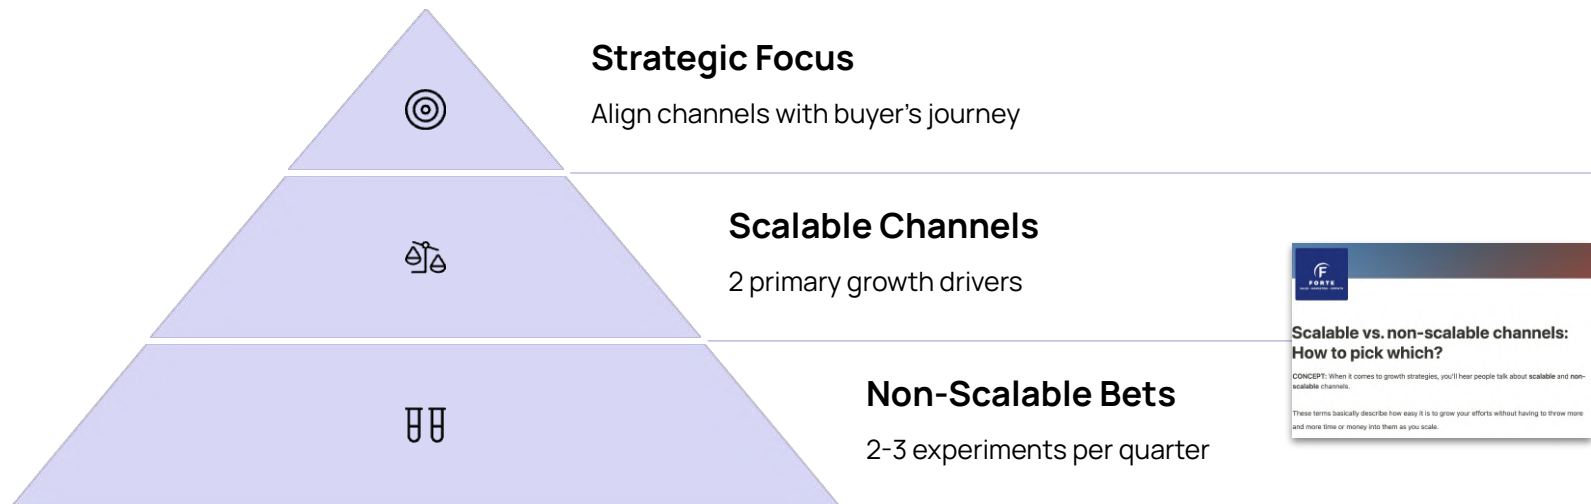 Strategic Focus
Align channels with buyer's journey
Scalable Channels
2 primary growth drivers
Non-Scalable Bets
2-3 experiments per quarter
FORTE
Scalable vs. non-scalable channels:
How to pick which?
CONCEPT: When it comes to growth strategies, you'll hear people talk about scalable and non-
scalable channels.
These terms basically describe how easy it is to grow your efforts without having to throw more
and more time or money into them as you scale.